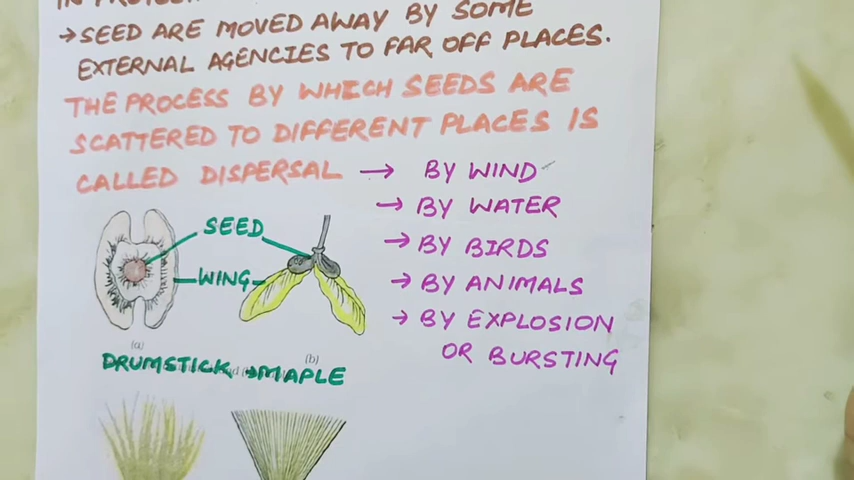 → SEED ARE MOVED AWAY BY SOME
EXTERNAL AGENCIES TO FAR OFF PLACES.
THE PROCESS BY WHICH SEEDS ARE
SCATTERED TO DIFFERENT PLACES IS
CALLED DISPERSAL → BY WIND
→ BY WATER
→ BY BIRDS
→ BY ANIMALS
→ BY EXPLOSION
OR BURSTING
SEED
WING
(a)
(b)
DRUMSTICK → MAPLE